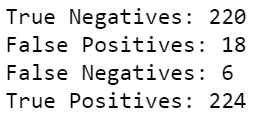 True Negatives: 220
False Positives: 18
False Negatives: 6
True Positives: 224